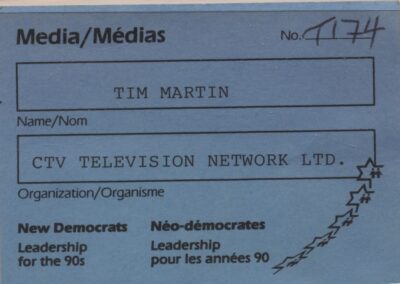 Media/Médias No. T174
TIM MARTIN
Name/Nom
CTV TELEVISION NETWORK LTD.
Organization/Organisme
New Democrats Néo-démocrates
Leadership Leadership
for the 90s pour les années 90